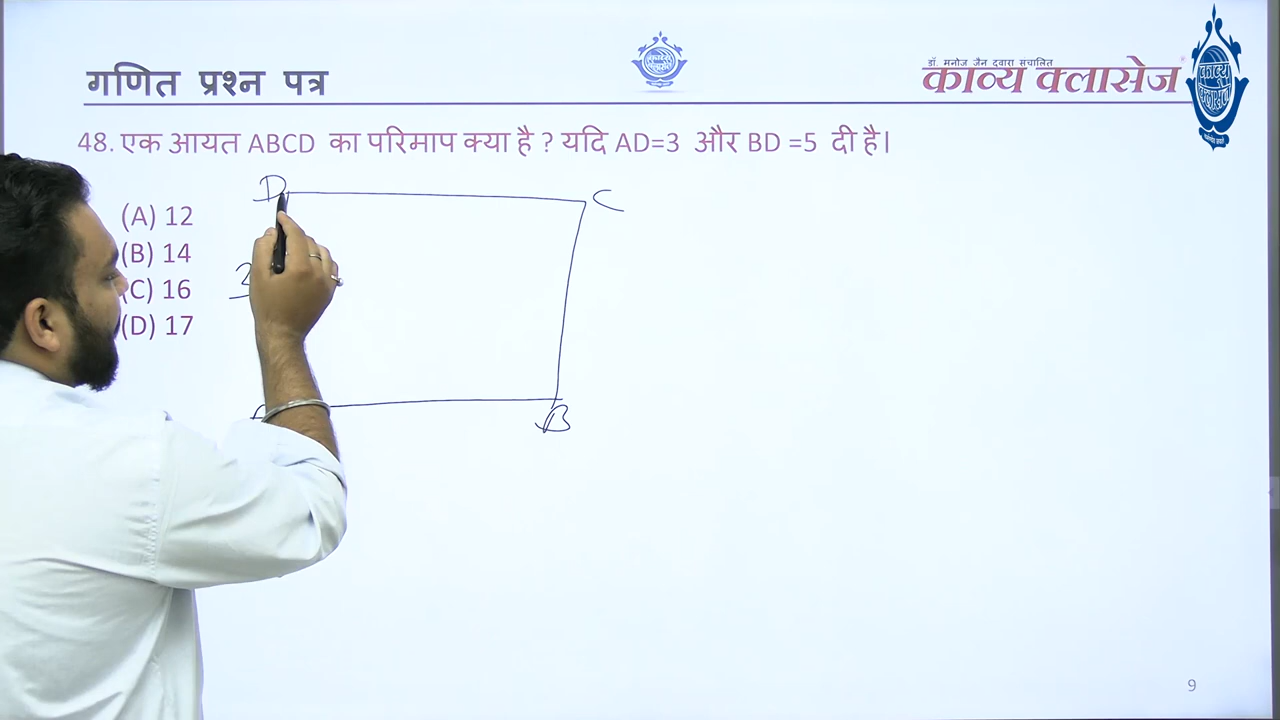 डॉ. मनोज जैन दवारा संचालित
गणित प्रश्न पत्र
काव्य क्लासेज
48. एक आयत ABCD का परिमाप क्या है ? यदि AD=3 और BD =5 दी है।
(A) 12
(B) 14
(C) 16
(D) 17
D
C
B
9